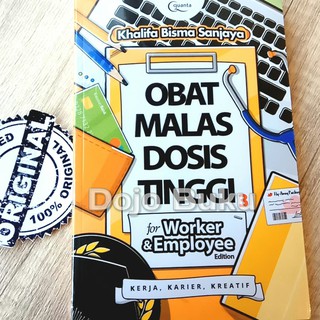 quanta
Khalifa Bisma Sanjaya
OBAT
MALAS
DOSIS
TINGGI
3
Dojo Buku
for Worker
& Employee
Edition
KERJA, KARIER, KREATIF
ORIGINAL
100% ORIGINAL